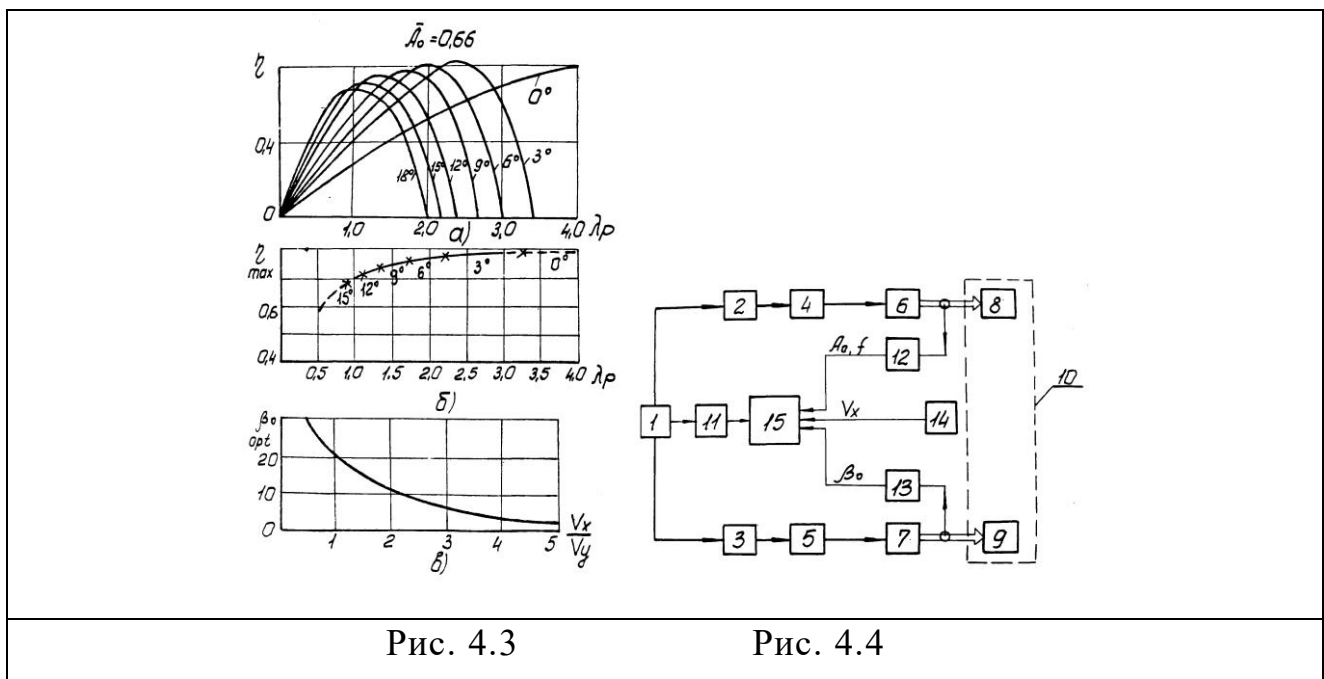 Ā₀ = 0,66
η
0,4
0
0°
18° 15° 12° 9° 6° 3°
1,0 2,0 3,0 4,0 λp
а)
η max
0,6
0,4
15° 12° 9° 6° 3° 0°
0,5 1,0 1.5 2.0 2.5 3.0 3,5 4,0 λp
б)
β₀ opt
20
10
0
1 2 3 4 5 Vx/Vy
в)
2 4 6 8
A₀, f 12
10
1 11 15 Vx 14
β₀ 13
3 5 7 9
Рис. 4.3 Рис. 4.4